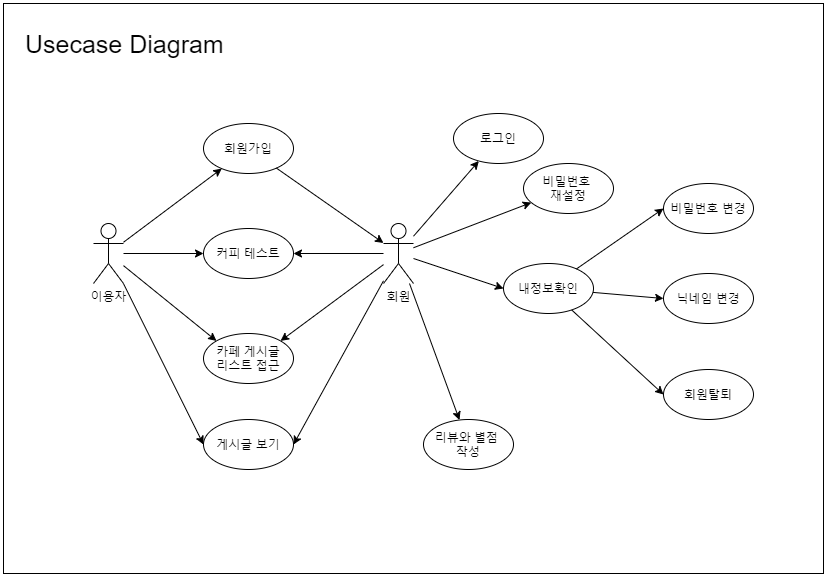 Usecase Diagram
회원가입
로그인
비밀번호
재설정
비밀번호 변경
커피 테스트
이용자
회원
내정보확인
닉네임 변경
카페 게시글
리스트 접근
회원탈퇴
게시글 보기
리뷰와 별점
작성